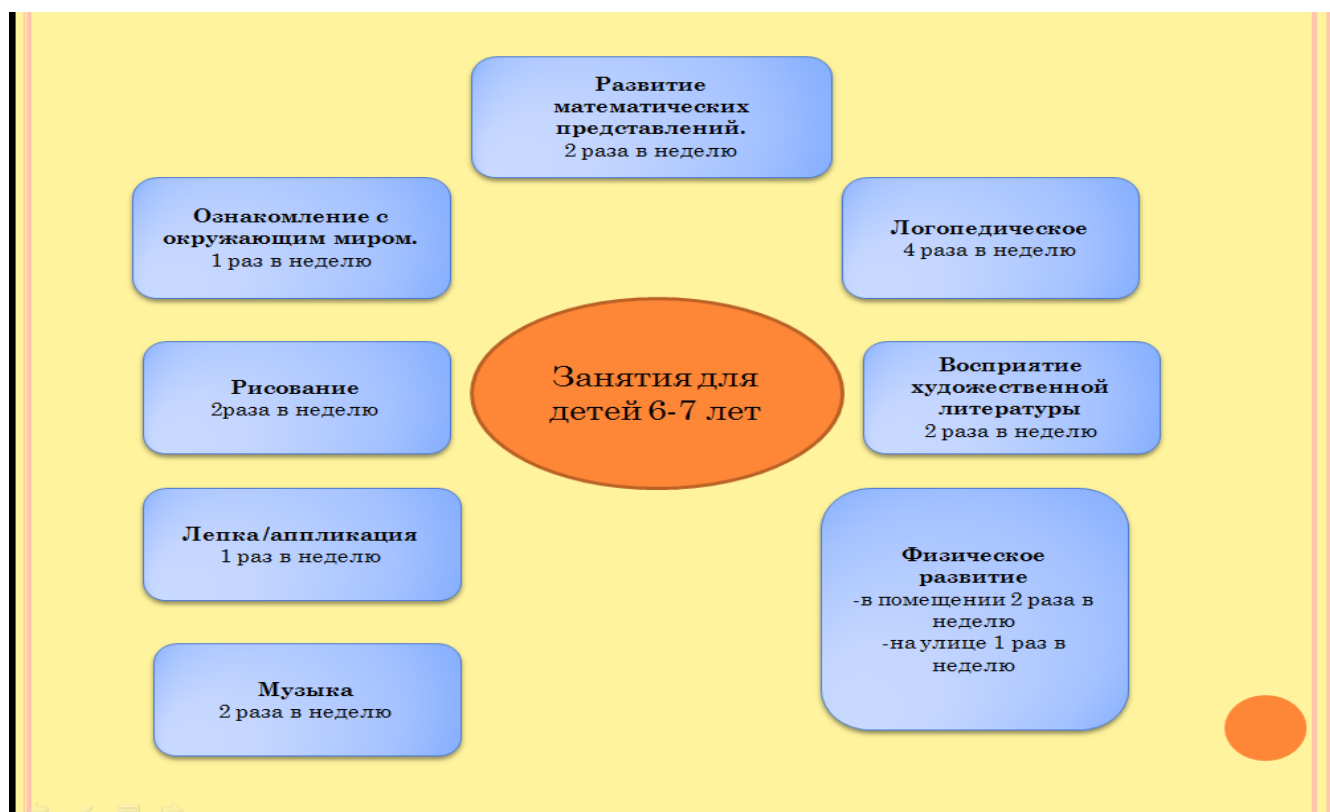 Развитие
математических
представлений.
2 раза в неделю
Ознакомление с
окружающим миром.
1 раз в неделю
Логопедическое
4 раза в неделю
Занятия для
детей 6-7 лет
Рисование
2раза в неделю
Восприятие
художественной
литературы
2 раза в неделю
Лепка/аппликация
1 раз в неделю
Физическое
развитие
-в помещении 2 раза в
неделю
-на улице 1 раз в
неделю
Музыка
2 раза в неделю